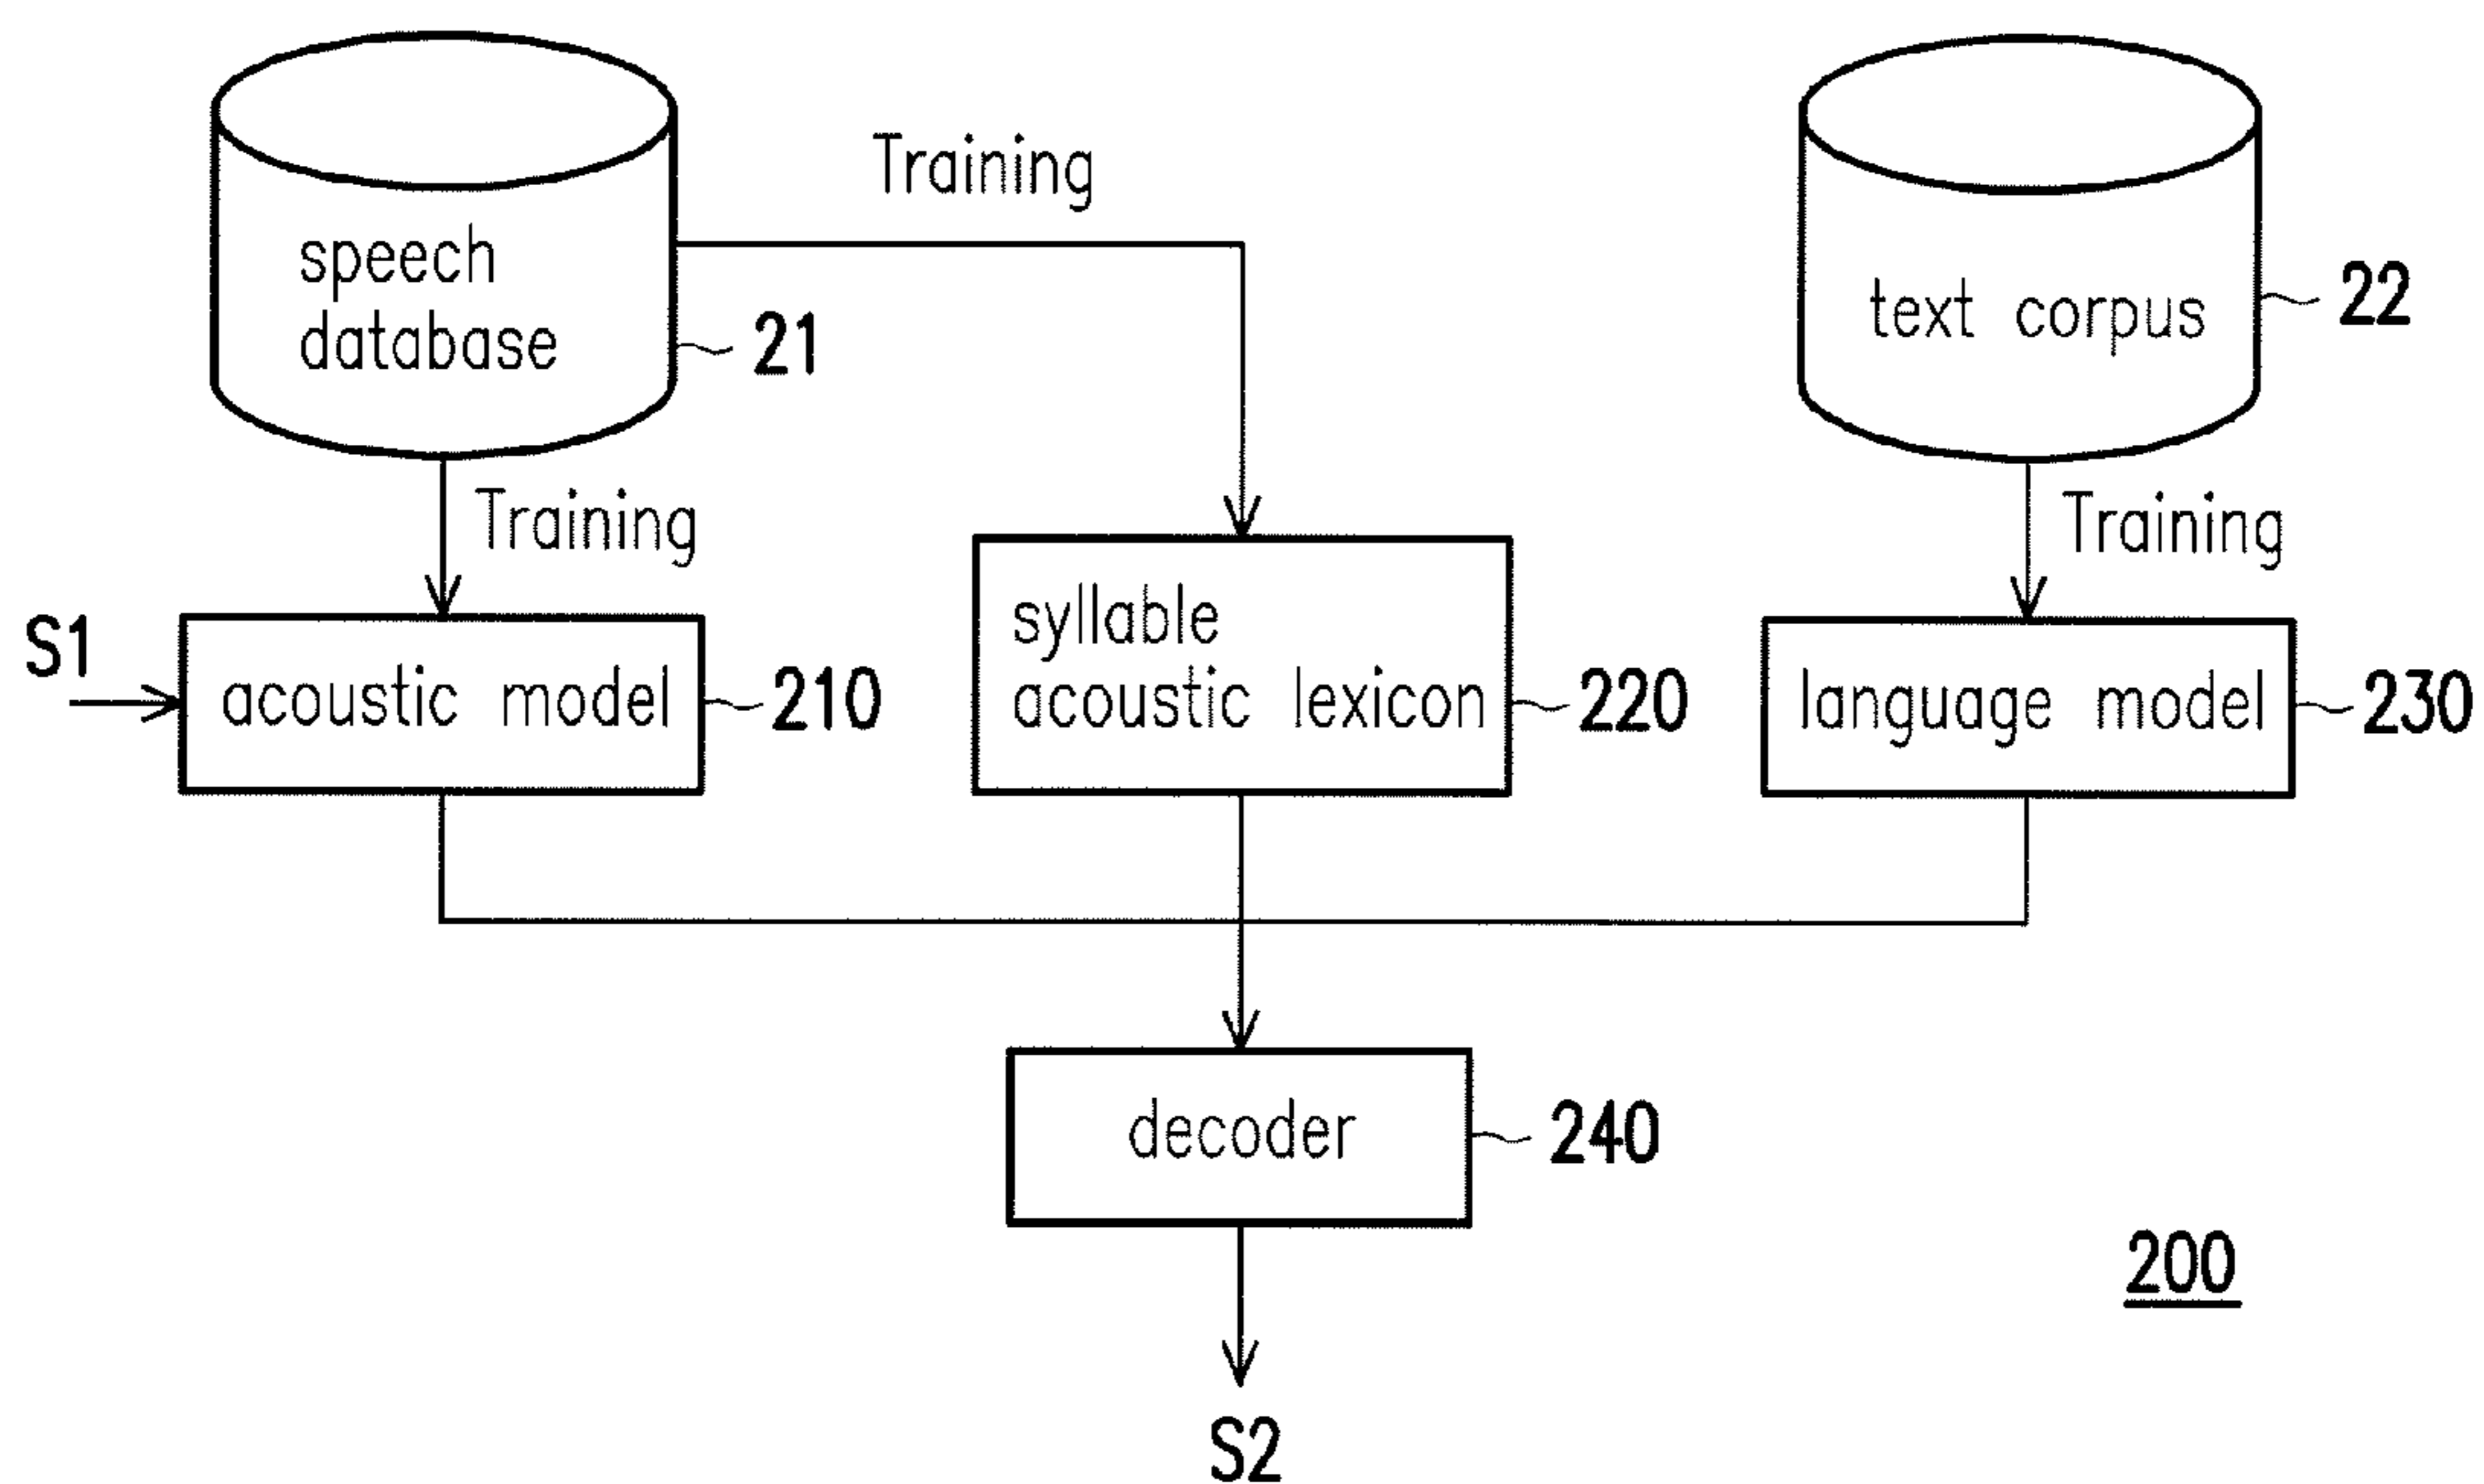 Training
speech
database
21
text corpus
22
Training
Training
S1
acoustic model
210
syllable
acoustic lexicon
220
language model
230
decoder
240
200
S2